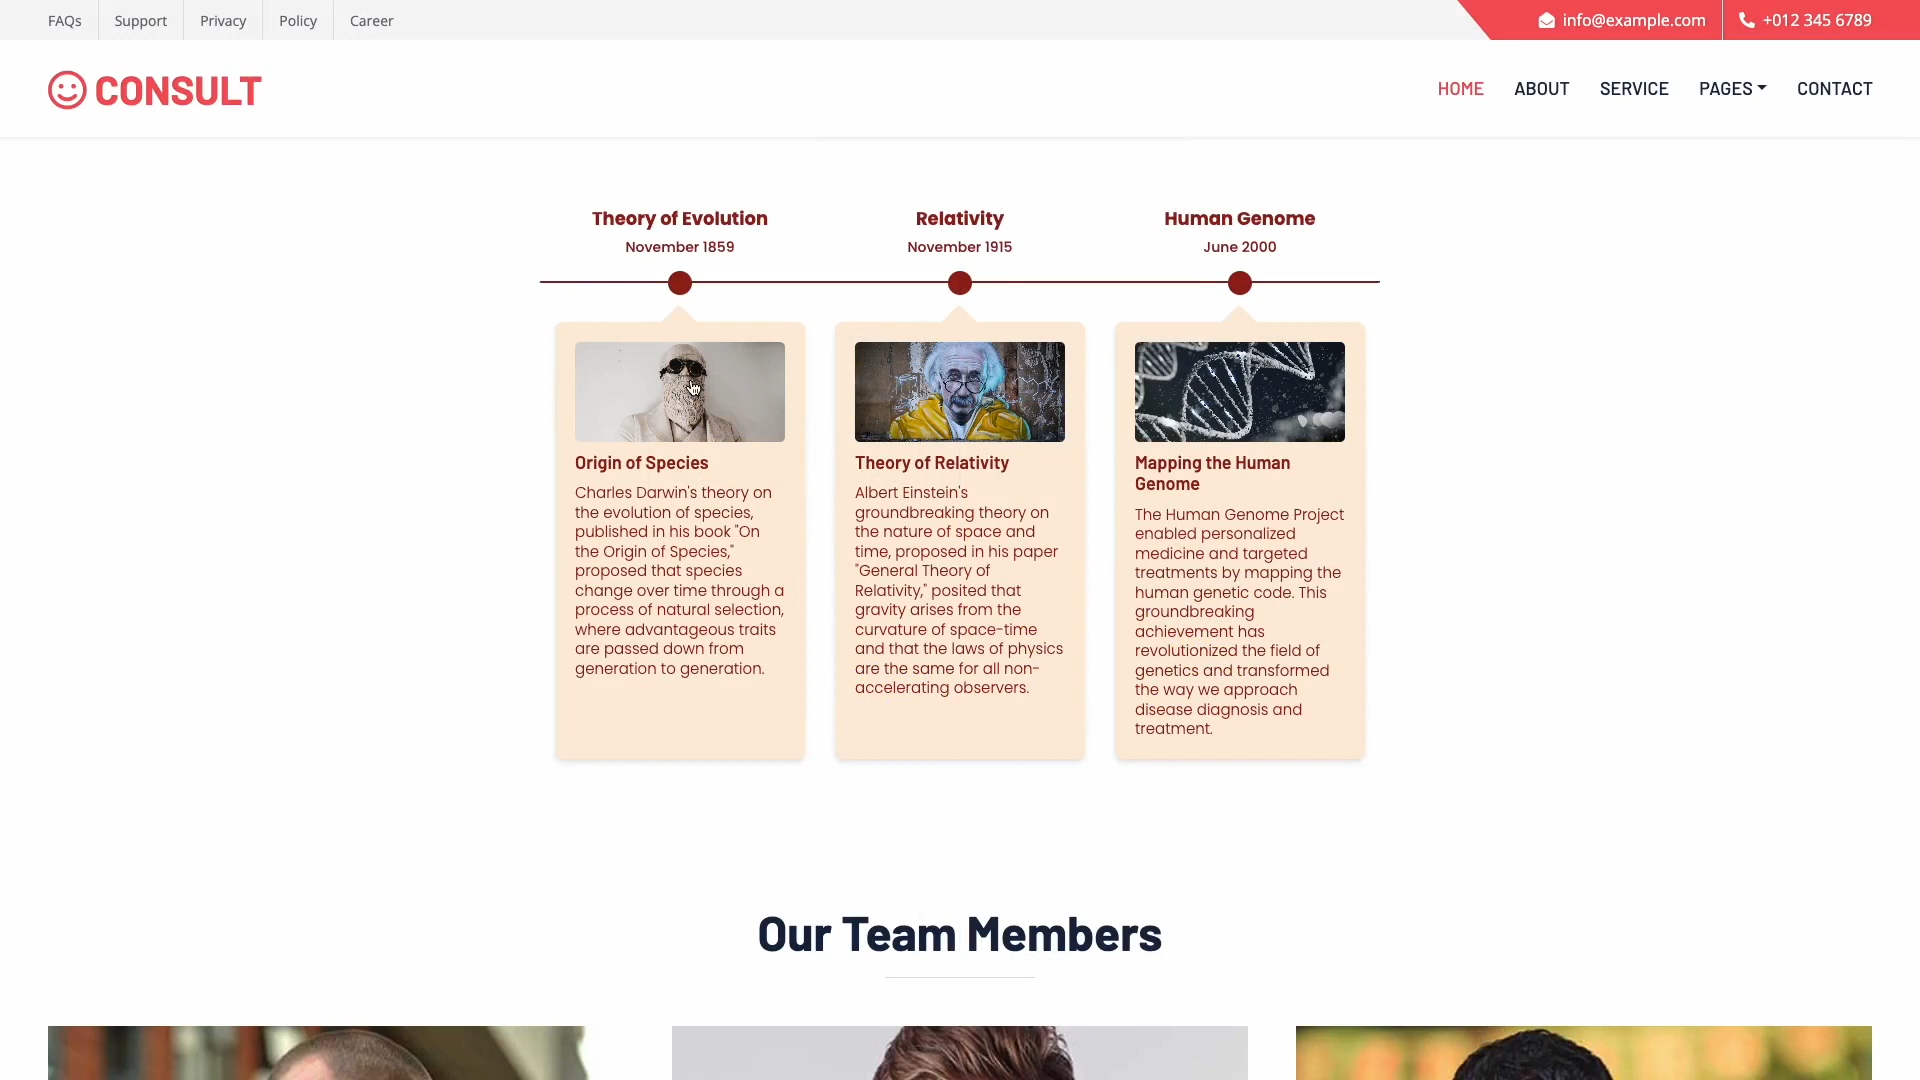 FAQs
Support
Privacy
Policy
Career
info@example.com
+012 345 6789
CONSULT
HOME
ABOUT
SERVICE
PAGES
CONTACT
Theory of Evolution
November 1859
Relativity
November 1915
Human Genome
June 2000
Origin of Species
Charles Darwin's theory on
the evolution of species,
published in his book "On
the Origin of Species,"
proposed that species
change over time through a
process of natural selection,
where advantageous traits
are passed down from
generation to generation.
Theory of Relativity
Albert Einstein's
groundbreaking theory on
the nature of space and
time, proposed in his paper
"General Theory of
Relativity," posited that
gravity arises from the
curvature of space-time
and that the laws of physics
are the same for all non-
accelerating observers.
Mapping the Human
Genome
The Human Genome Project
enabled personalized
medicine and targeted
treatments by mapping the
human genetic code. This
groundbreaking
achievement has
revolutionized the field of
genetics and transformed
the way we approach
disease diagnosis and
treatment.
Our Team Members